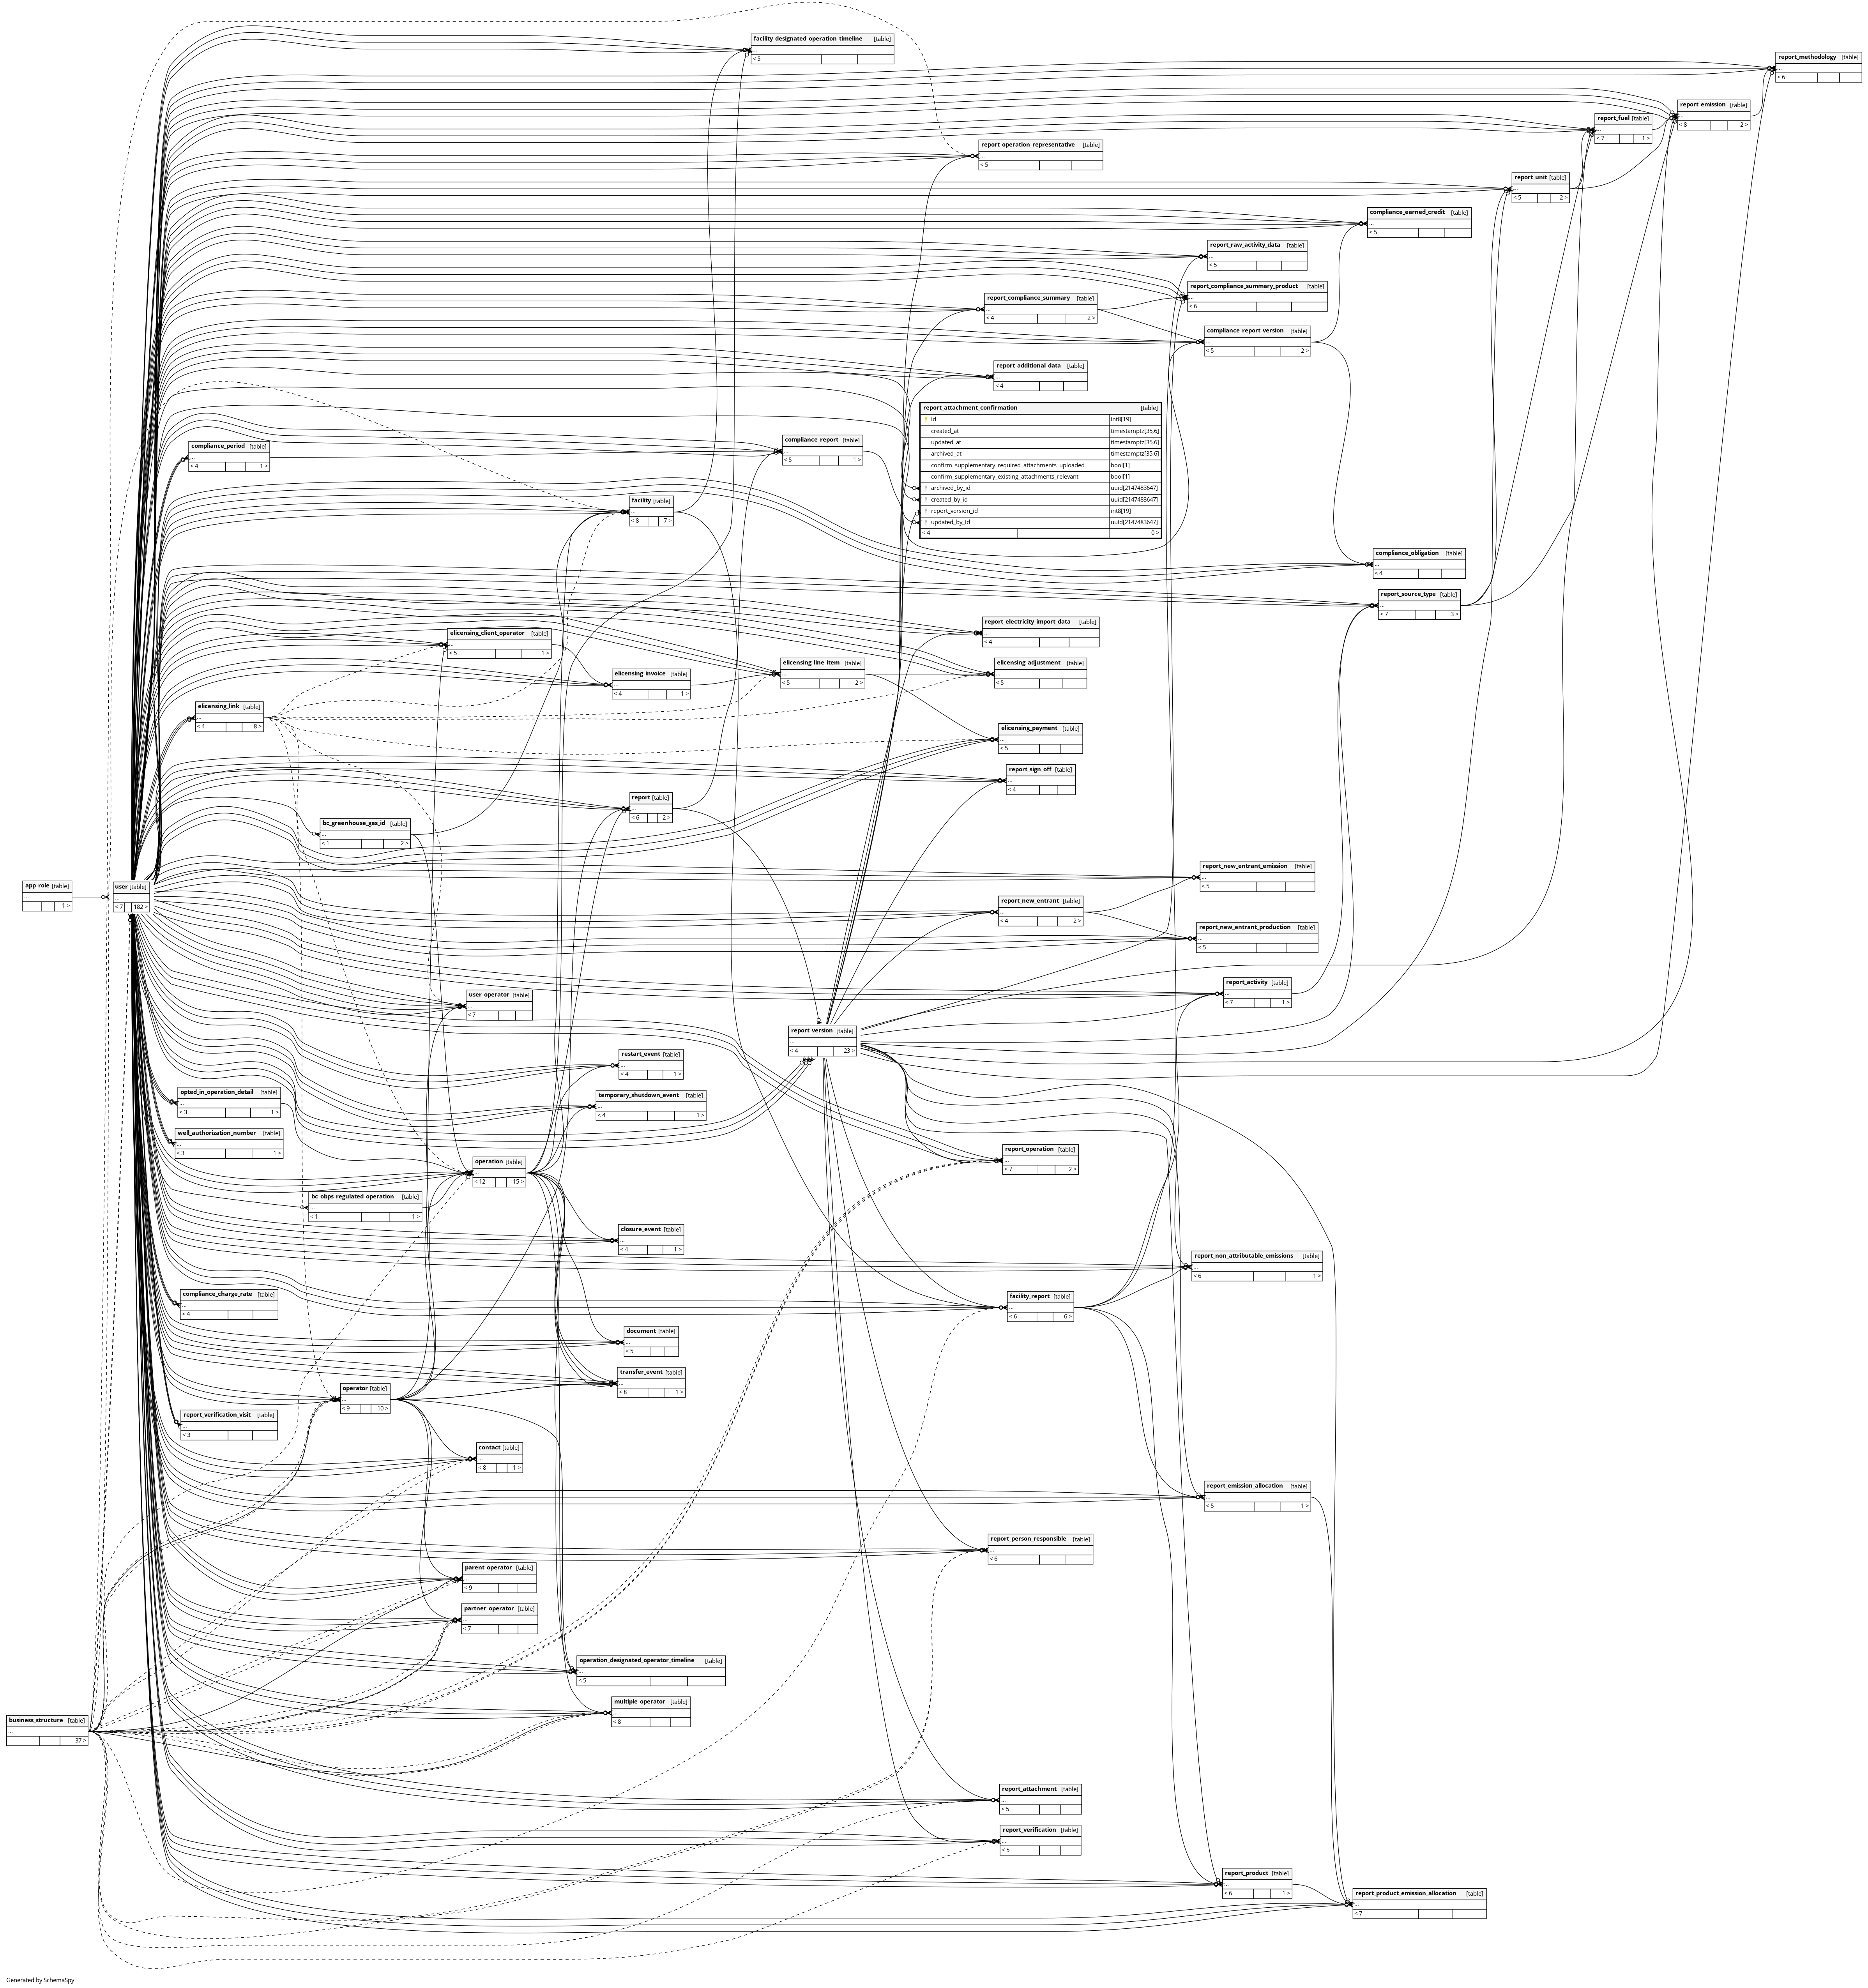 facility_designated_operation_timeline [table]
...
< 5
report_methodology [table]
...
< 6
report_emission [table]
...
< 8 2 >
report_fuel [table]
...
< 7 1 >
report_operation_representative [table]
...
< 5
report_unit [table]
...
< 5 2 >
compliance_earned_credit [table]
...
< 5
report_raw_activity_data [table]
...
< 5
report_compliance_summary_product [table]
...
< 6
report_compliance_summary [table]
...
< 4 2 >
compliance_report_version [table]
...
< 5 2 >
report_additional_data [table]
...
< 4
report_attachment_confirmation [table]
id int8[19]
created_at timestamptz[35,6]
updated_at timestamptz[35,6]
archived_at timestamptz[35,6]
confirm_supplementary_required_attachments_uploaded bool[1]
confirm_supplementary_existing_attachments_relevant bool[1]
archived_by_id uuid[2147483647]
created_by_id uuid[2147483647]
report_version_id int8[19]
updated_by_id uuid[2147483647]
< 4 0 >
compliance_report [table]
...
< 5 1 >
compliance_period [table]
...
< 4 1 >
facility [table]
...
< 8 7 >
compliance_obligation [table]
...
< 4
report_source_type [table]
...
< 7 3 >
report_electricity_import_data [table]
...
< 4
elicensing_client_operator [table]
...
< 5 1 >
elicensing_line_item [table]
...
< 5 2 >
elicensing_adjustment [table]
...
< 5
elicensing_invoice [table]
...
< 4 1 >
elicensing_link [table]
...
< 4 8 >
elicensing_payment [table]
...
< 5
report_sign_off [table]
...
< 4
report [table]
...
< 6 2 >
bc_greenhouse_gas_id [table]
...
< 1 2 >
report_new_entrant_emission [table]
...
< 5
app_role [table]
...
1 >
user [table]
...
< 7 182 >
report_new_entrant [table]
...
< 4 2 >
report_new_entrant_production [table]
...
< 5
report_activity [table]
...
< 7 1 >
user_operator [table]
...
< 7
report_version [table]
...
< 4 23 >
restart_event [table]
...
< 4 1 >
opted_in_operation_detail [table]
...
< 3 1 >
temporary_shutdown_event [table]
...
< 4 1 >
well_authorization_number [table]
...
< 3 1 >
report_operation [table]
...
< 7 2 >
operation [table]
...
< 12 15 >
bc_obps_regulated_operation [table]
...
< 1 1 >
closure_event [table]
...
< 4 1 >
report_non_attributable_emissions [table]
...
< 6 1 >
compliance_charge_rate [table]
...
< 4
facility_report [table]
...
< 6 6 >
document [table]
...
< 5
transfer_event [table]
...
< 8 1 >
operator [table]
...
< 9 10 >
report_verification_visit [table]
...
< 3
contact [table]
...
< 8 1 >
report_emission_allocation [table]
...
< 5 1 >
report_person_responsible [table]
...
< 6
parent_operator [table]
...
< 9
partner_operator [table]
...
< 7
operation_designated_operator_timeline [table]
...
< 5
multiple_operator [table]
...
< 8
business_structure [table]
...
37 >
report_attachment [table]
...
< 5
report_verification [table]
...
< 5
report_product [table]
...
< 6 1 >
report_product_emission_allocation [table]
...
< 7
Generated by SchemaSpy